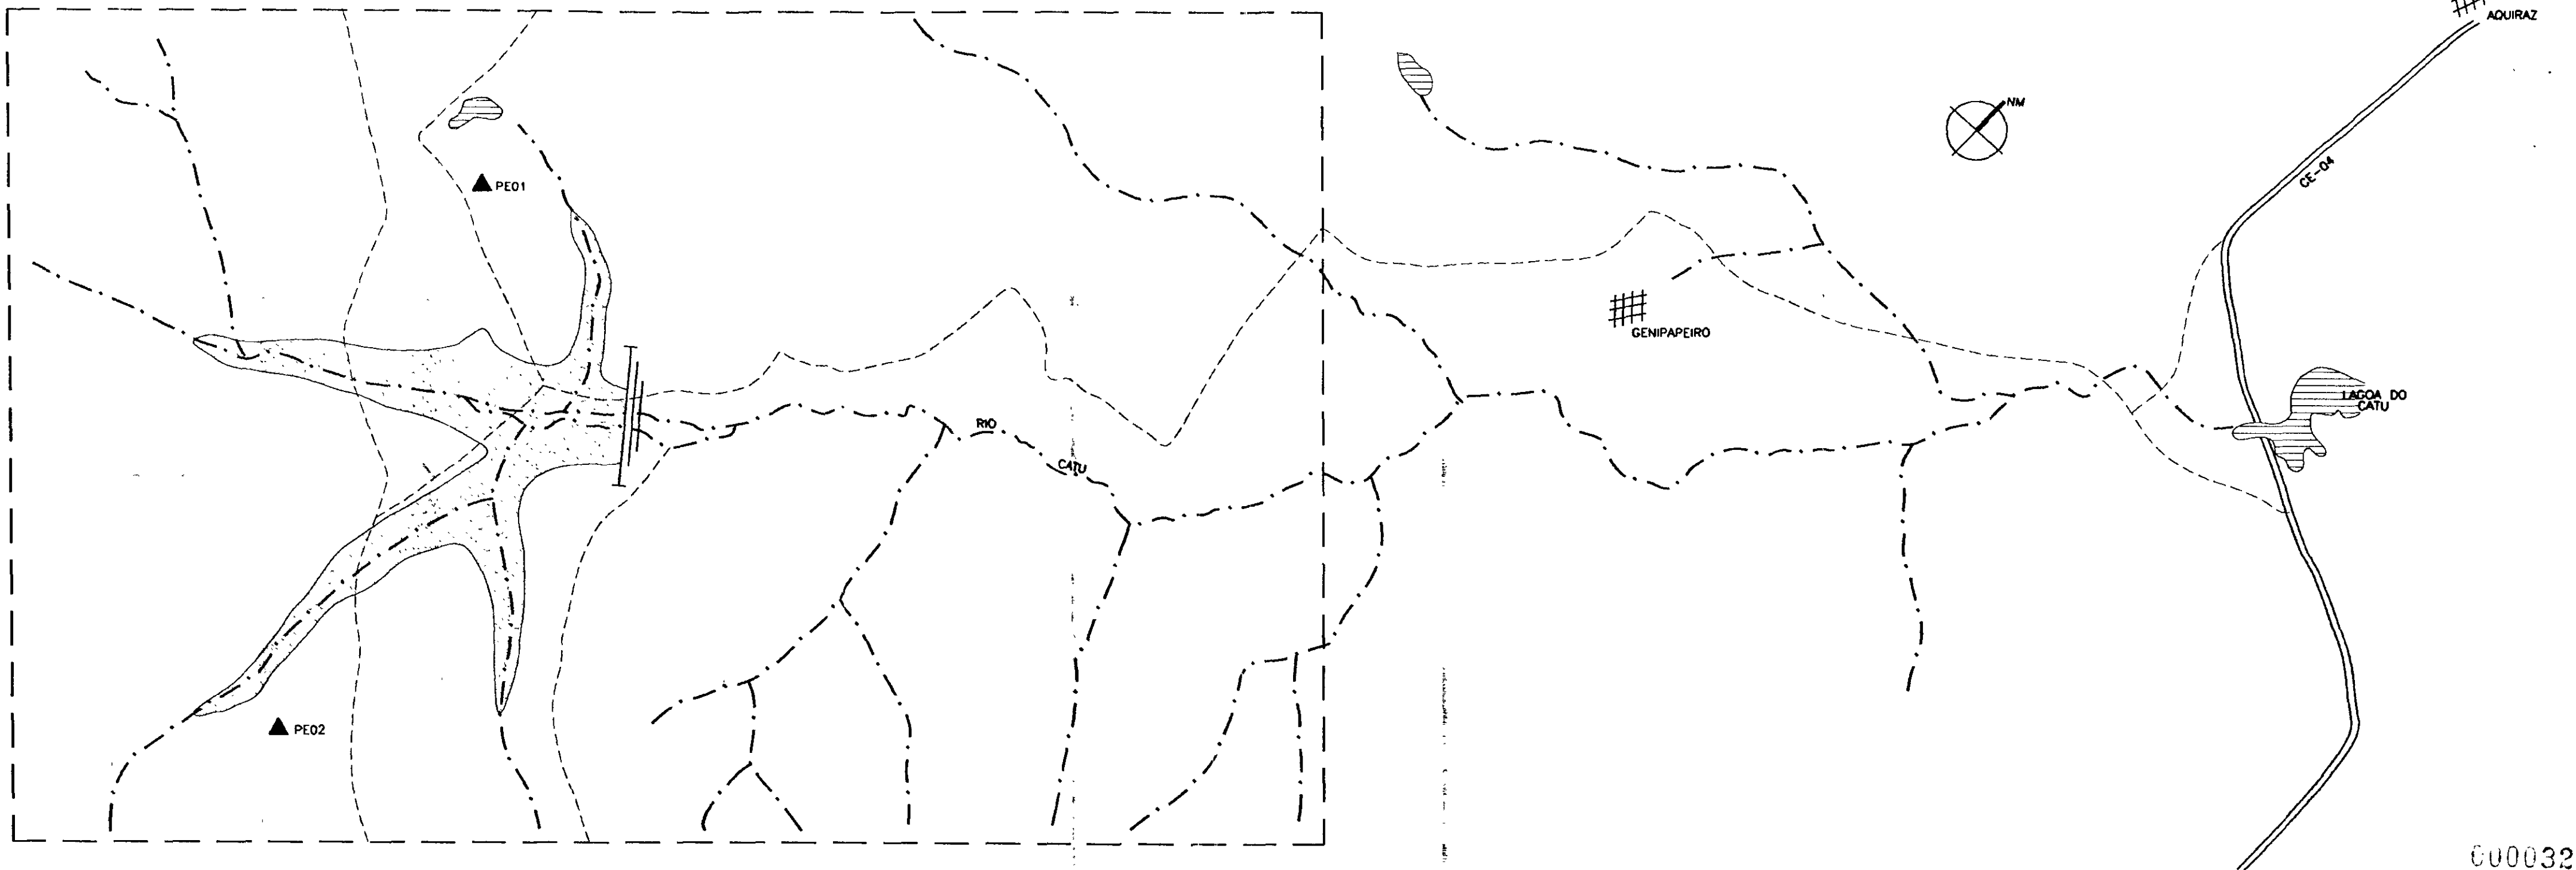 AQUIRAZ
NM
CE-04
PE01
GENIPAPEIRO
LAGOA DO
CATU
RIO
CATU
PE02
000032